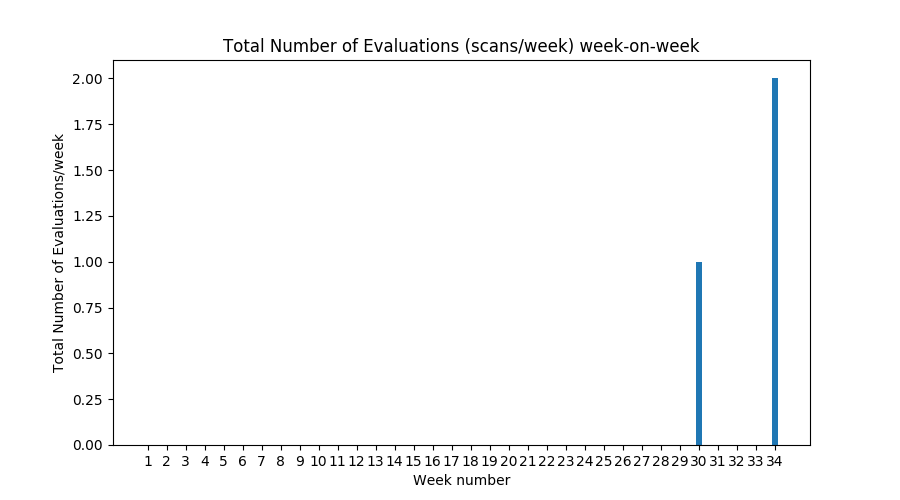 Total Number of Evaluations (scans/week) week-on-week
Total Number of Evaluations/week
2.00
1.75
1.50
1.25
1.00
0.75
0.50
0.25
0.00
1 2 3 4 5 6 7 8 9 10 11 12 13 14 15 16 17 18 19 20 21 22 23 24 25 26 27 28 29 30 31 32 33 34
Week number